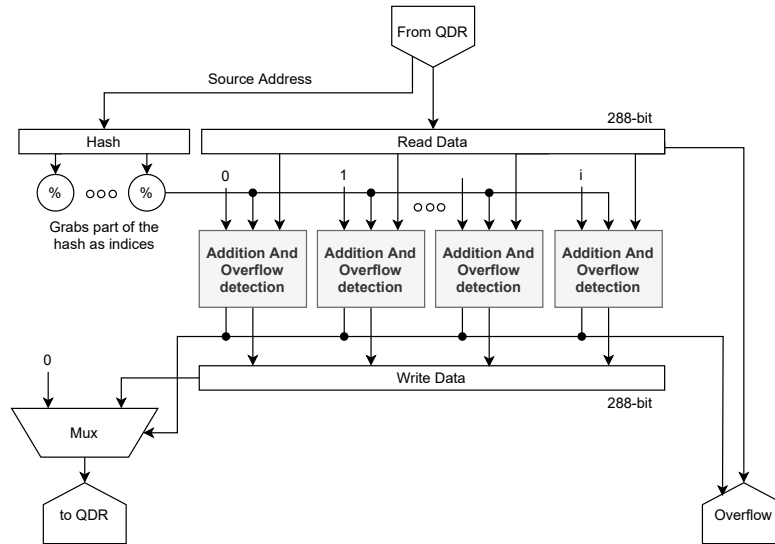 From QDR
Source Address
288-bit
Hash
Read Data
0
1
i
%
%
Grabs part of the
hash as indices
Addition And
Overflow
detection
Addition And
Overflow
detection
Addition And
Overflow
detection
Addition And
Overflow
detection
0
Write Data
288-bit
Mux
to QDR
Overflow